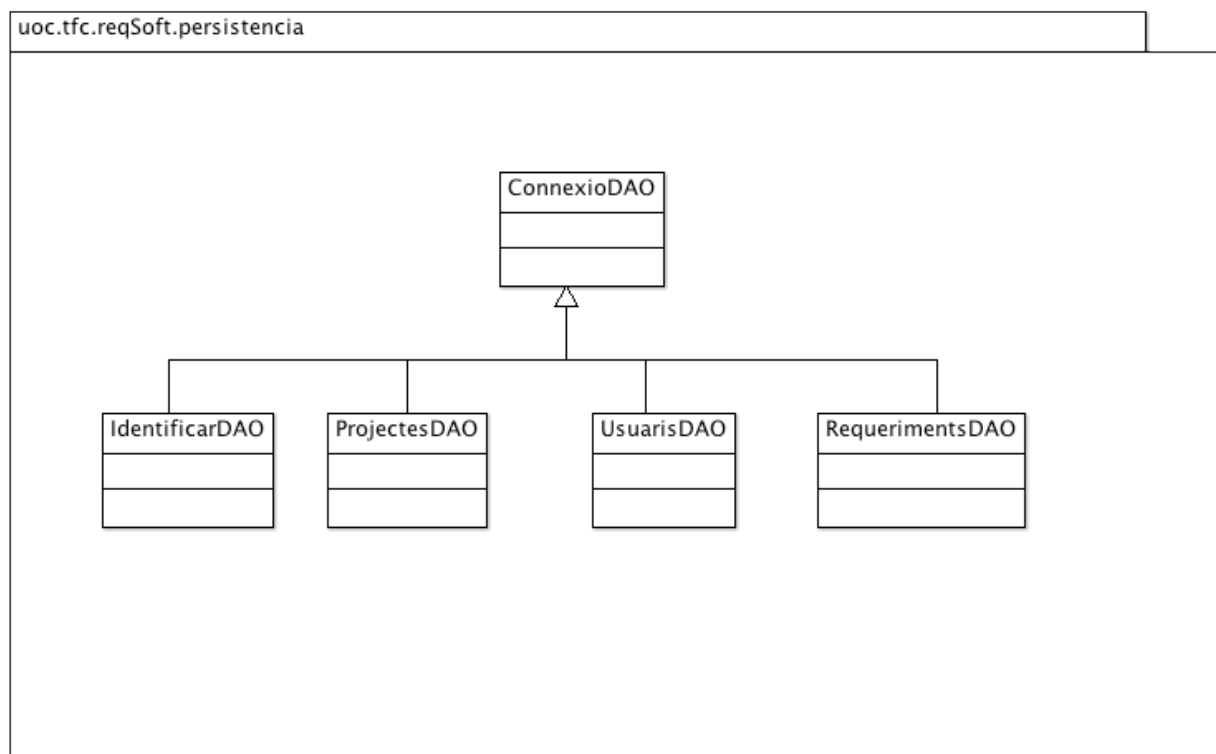 uoc.tfc.reqSoft.persistencia
ConnexioDAO
IdentificarDAO
ProjectesDAO
UsuarisDAO
RequerimentsDAO